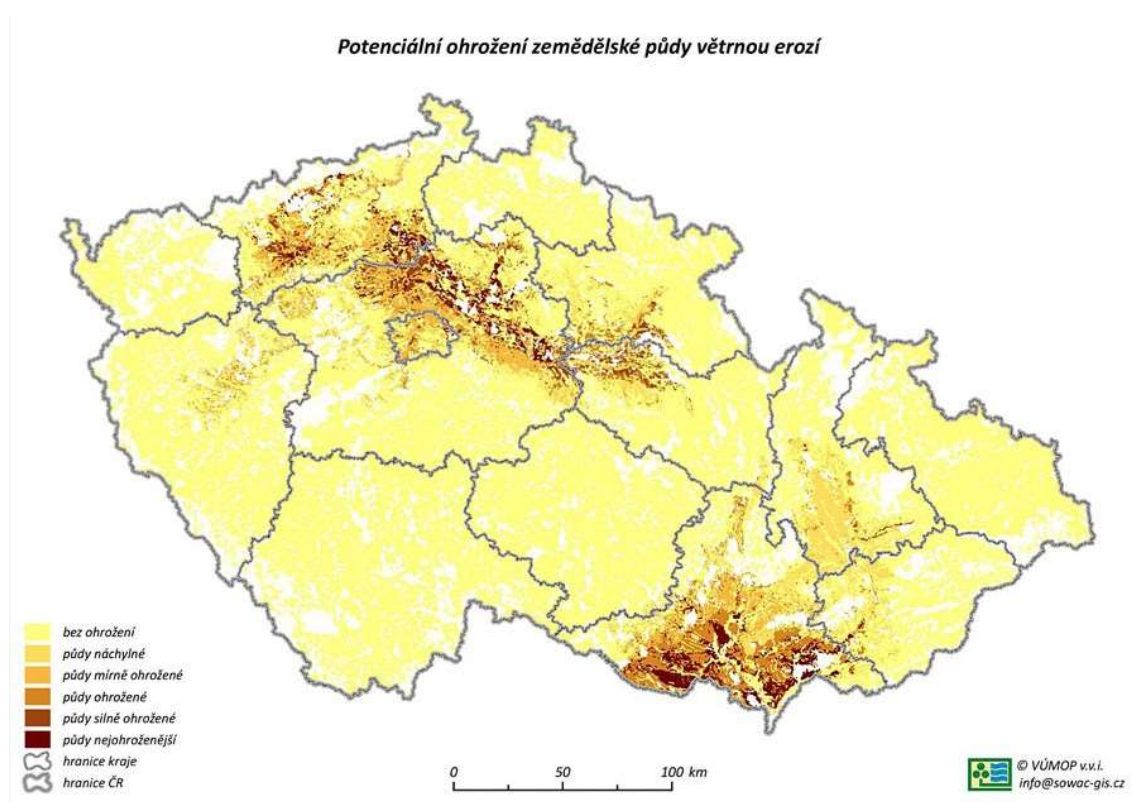 Potenciální ohrožení zemědělské půdy větrnou erozí
bez ohrožení
půdy náchylné
půdy mírně ohrožené
půdy ohrožené
půdy silně ohrožené
půdy nejohroženější
hranice kraje
hranice ČR
0 50 100 km
© VÚMOP v.v.i.
info@sowac-gis.cz